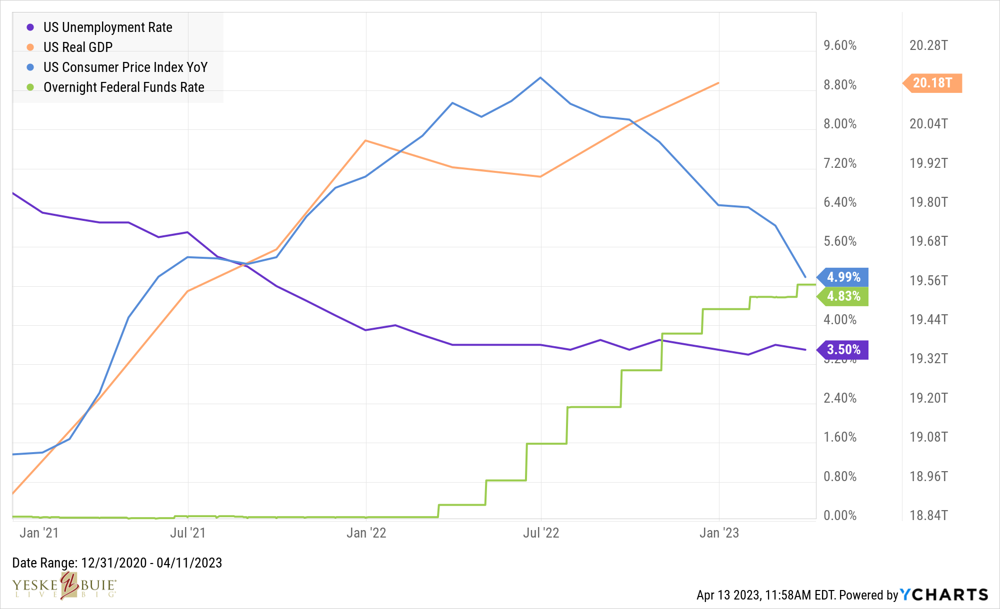 US Unemployment Rate
US Real GDP
US Consumer Price Index YoY
Overnight Federal Funds Rate
9.60%
20.28T
8.80%
20.18T
8.00%
20.04T
7.20%
19.92T
6.40%
19.80T
5.60%
19.68T
4.99%
19.56T
4.83%
4.00%
19.44T
3.50%
3.20%
19.32T
2.40%
19.20T
1.60%
19.08T
0.80%
18.96T
0.00%
18.84T
Jan '21
Jul '21
Jan '22
Jul '22
Jan '23
Date Range: 12/31/2020 - 04/11/2023
YESKE BUIE
LIVE BIG
Apr 13 2023, 11:58AM EDT. Powered by YCHARTS